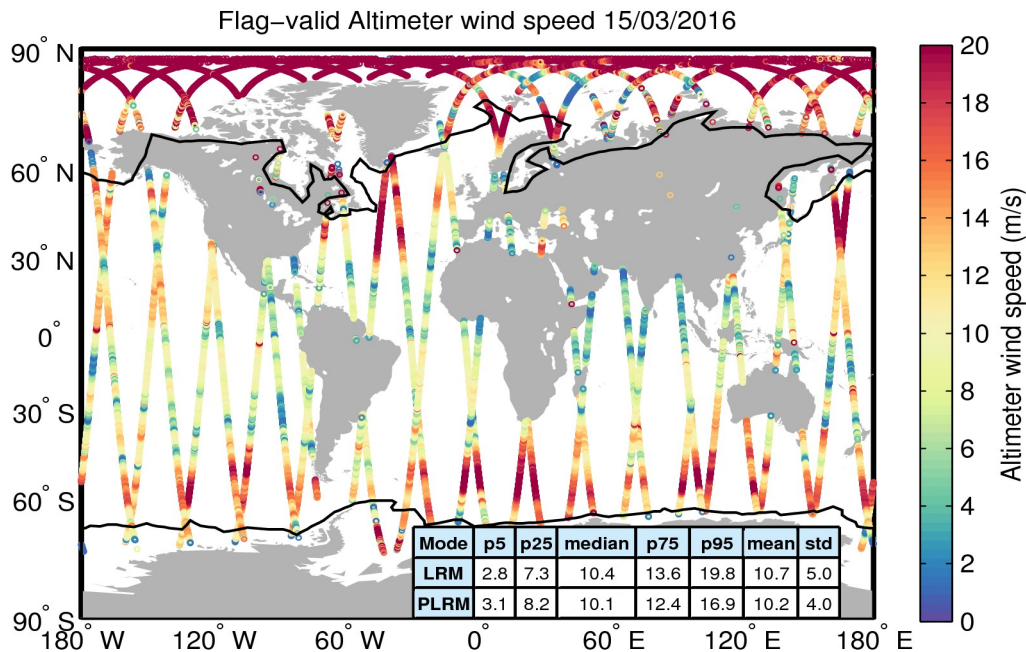 Flag−valid Altimeter wind speed 15/03/2016
90° N
60° N
30° N
0°
30° S
60° S
90° S
180° W
120° W
60° W
0°
60° E
120° E
180° E
Mode p5 p25 median p75 p95 mean std
LRM 2.8 7.3 10.4 13.6 19.8 10.7 5.0
PLRM 3.1 8.2 10.1 12.4 16.9 10.2 4.0
20
18
16
14
12
10
8
6
4
2
0
Altimeter wind speed (m/s)